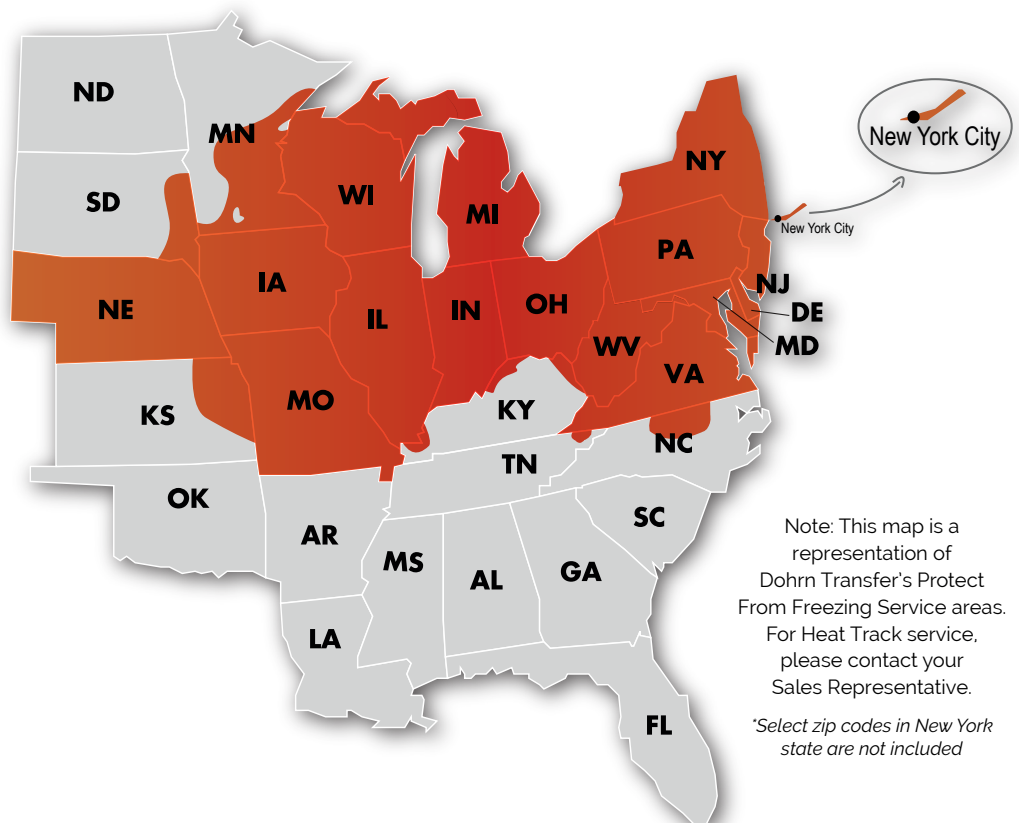 ND
MN
New York City
NY
SD
WI
MI
New York City
PA
IA
NJ
NE
IL
IN
OH
DE
WV
MD
VA
MO
KS
KY
NC
TN
OK
SC
AR
MS
AL
GA
LA
FL
Note: This map is a
representation of
Dohrn Transfer's Protect
From Freezing Service areas.
For Heat Track service,
please contact your
Sales Representative.
*Select zip codes in New York
state are not included